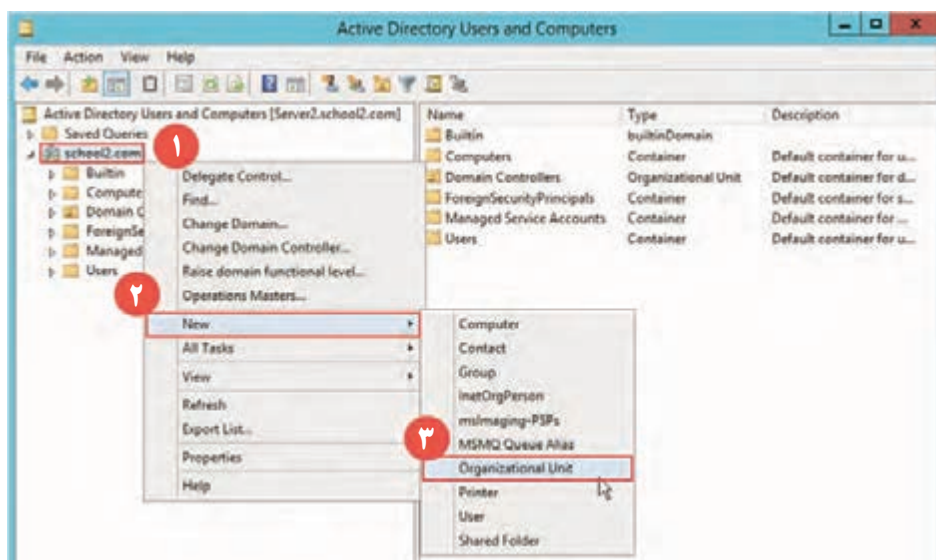 Active Directory Users and Computers
File Action View Help
Active Directory Users and Computers [Server2.school2.com]
Saved Queries
school2.com
Builtin
Compute
Domain C
ForeignSe
Managed
Users
۱
Delegate Control...
Find...
Change Domain...
Change Domain Controller...
Raise domain functional level...
Operations Masters...
۲
New
All Tasks
View
Refresh
Export List...
Properties
Help
Computer
Contact
Group
InetOrgPerson
msImaging-PSPs
MSMQ Queue Alias
۳
Organizational Unit
Printer
User
Shared Folder
Name Type Description
Builtin builtinDomain
Computers Container Default container for u...
Domain Controllers Organizational Unit Default container for d...
ForeignSecurityPrincipals Container Default container for s...
Managed Service Accounts Container Default container for ...
Users Container Default container for u...